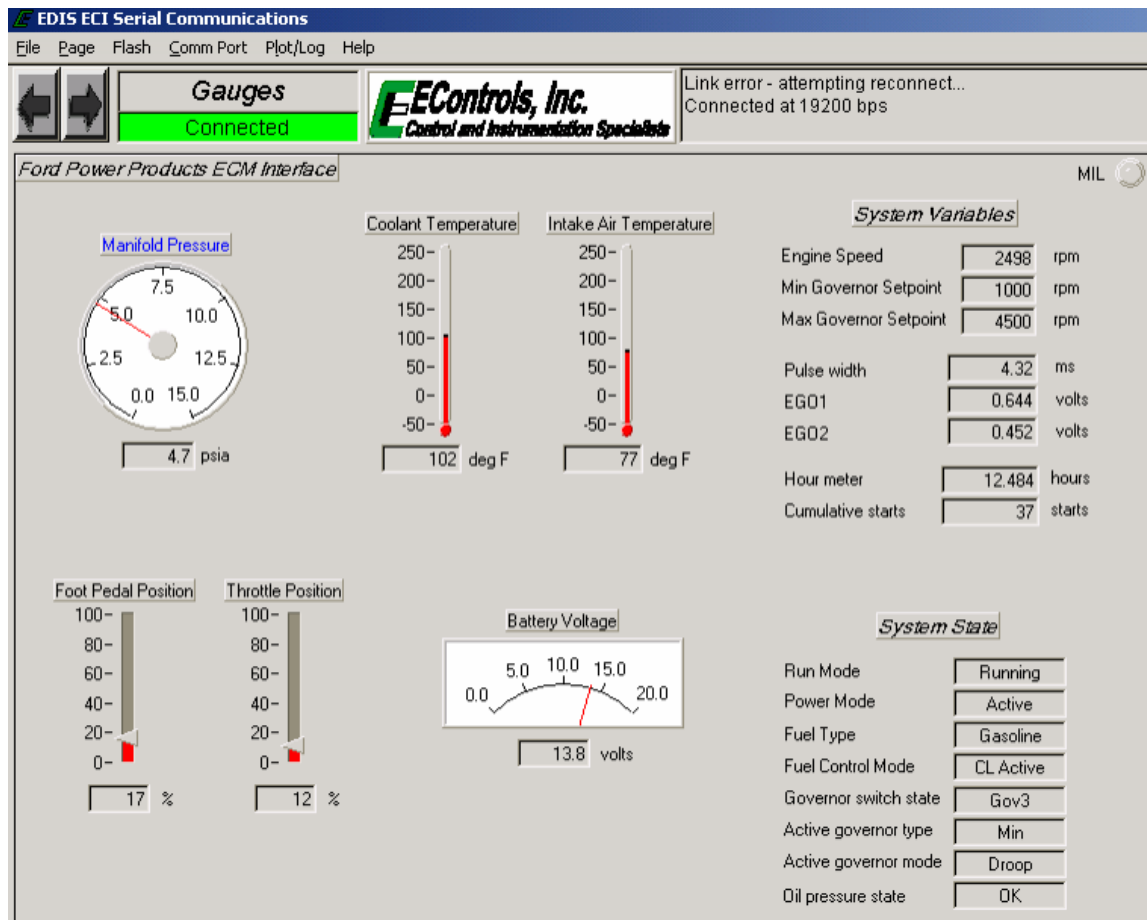 EDIS ECI Serial Communications
File Page Flash Comm Port Plot/Log Help
Gauges
Connected
EControls, Inc.
Control and Instrumentation Specialists
Link error - attempting reconnect...
Connected at 19200 bps
Ford Power Products ECM Interface
MIL
Manifold Pressure
0.0 2.5 5.0 7.5 10.0 12.5 15.0
4.7 psia
Coolant Temperature
250
200
150
100
50
0
-50
102 deg F
Intake Air Temperature
250
200
150
100
50
0
-50
77 deg F
System Variables
Engine Speed 2498 rpm
Min Governor Setpoint 1000 rpm
Max Governor Setpoint 4500 rpm
Pulse width 4.32 ms
EGO1 0.644 volts
EGO2 0.452 volts
Hour meter 12.484 hours
Cumulative starts 37 starts
Foot Pedal Position
100
80
60
40
20
0
17 %
Throttle Position
100
80
60
40
20
0
12 %
Battery Voltage
0.0 5.0 10.0 15.0 20.0
13.8 volts
System State
Run Mode Running
Power Mode Active
Fuel Type Gasoline
Fuel Control Mode CL Active
Governor switch state Gov3
Active governor type Min
Active governor mode Droop
Oil pressure state OK